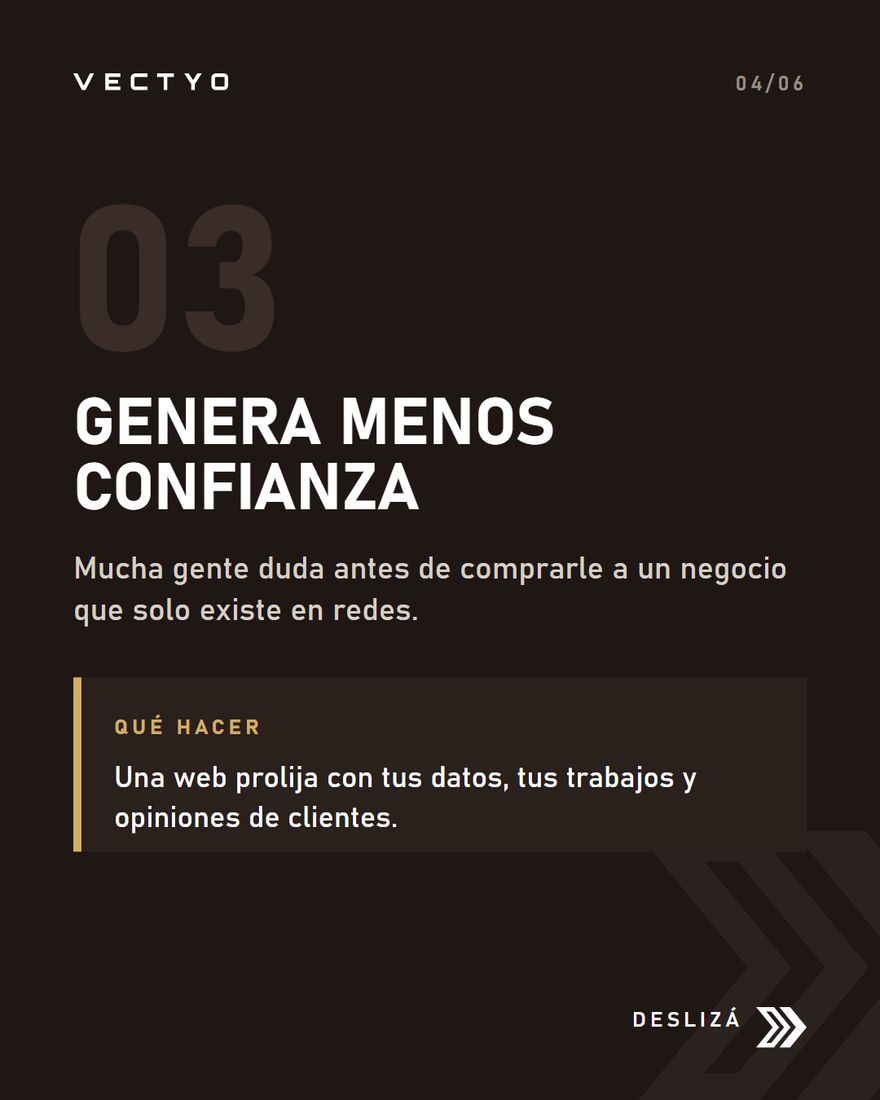 VECTYO
04/06
03
GENERA MENOS
CONFIANZA
Mucha gente duda antes de comprarle a un negocio
que solo existe en redes.
QUÉ HACER
Una web prolija con tus datos, tus trabajos y
opiniones de clientes.
DESLIZÁ